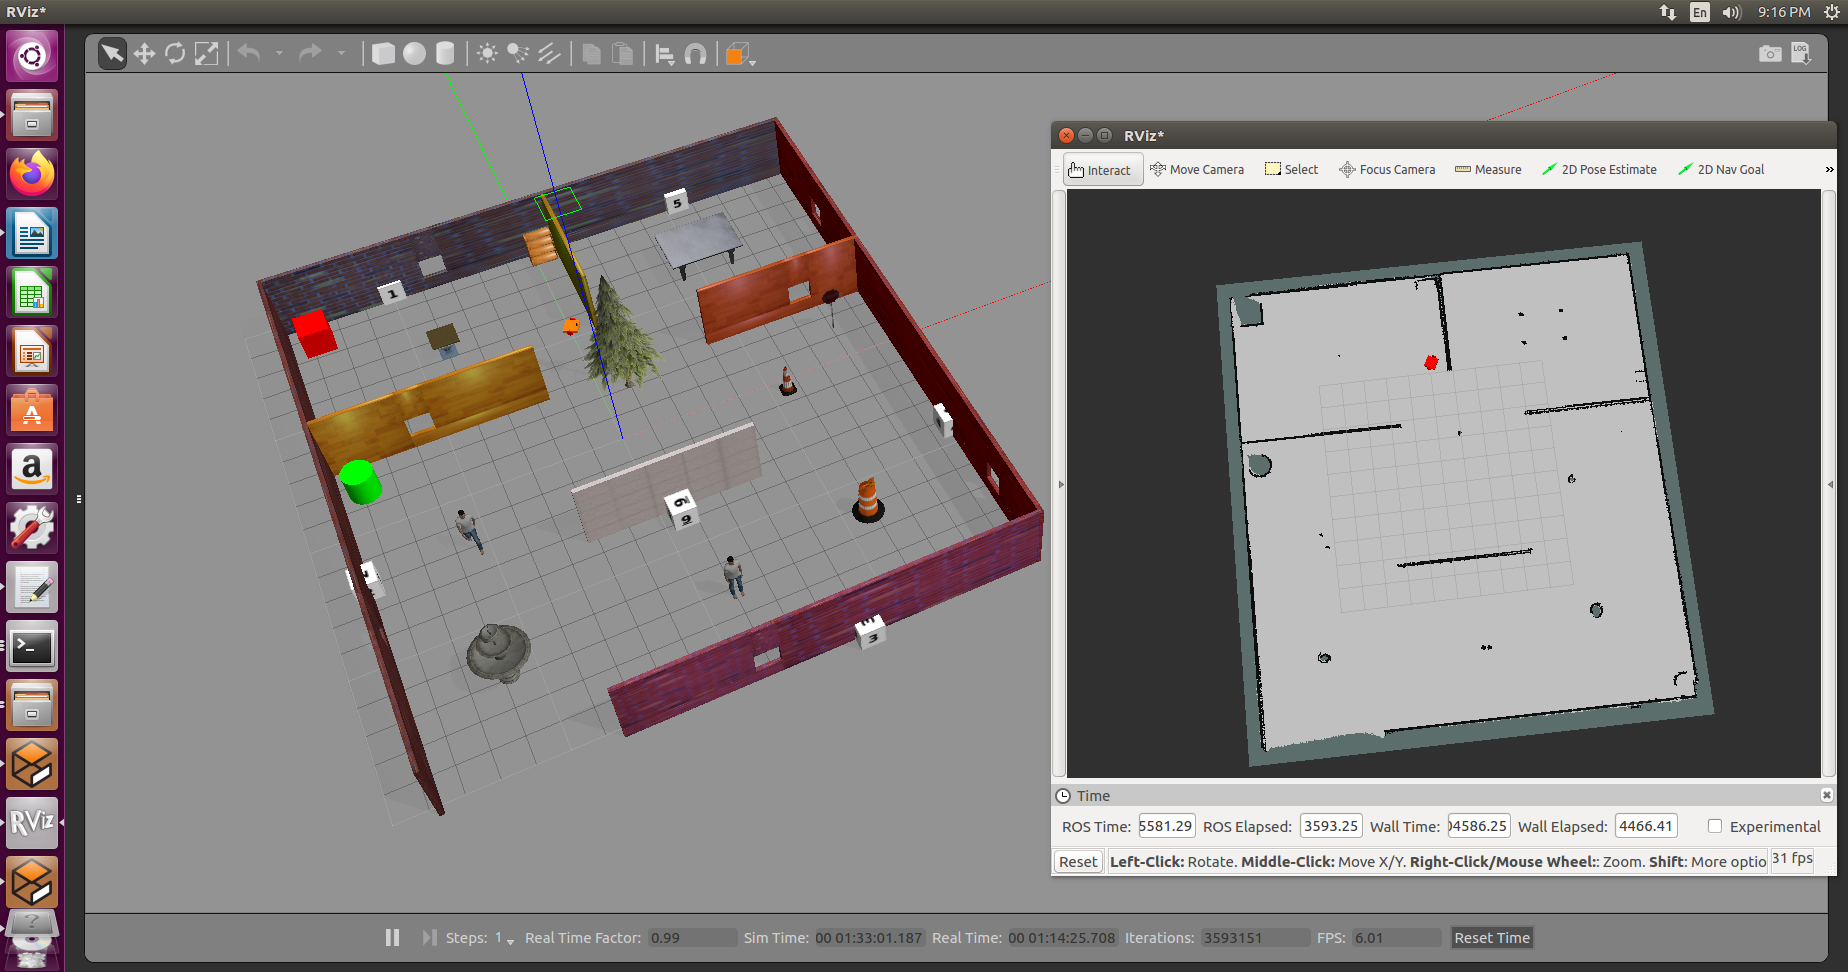 RViz*
En
9:16 PM
LOG
RViz*
Interact
Move Camera
Select
Focus Camera
Measure
2D Pose Estimate
2D Nav Goal
»
5
1
6
6
3
3
a
>_
RViz
?
Time
ROS Time: 5581.29 ROS Elapsed: 3593.25 Wall Time: 04586.25 Wall Elapsed: 4466.41 Experimental
Reset Left-Click: Rotate. Middle-Click: Move X/Y. Right-Click/Mouse Wheel:: Zoom. Shift: More optio 31 fps
Steps: 1 Real Time Factor: 0.99 Sim Time: 00 01:33:01.187 Real Time: 00 01:14:25.708 Iterations: 3593151 FPS: 6.01 Reset Time